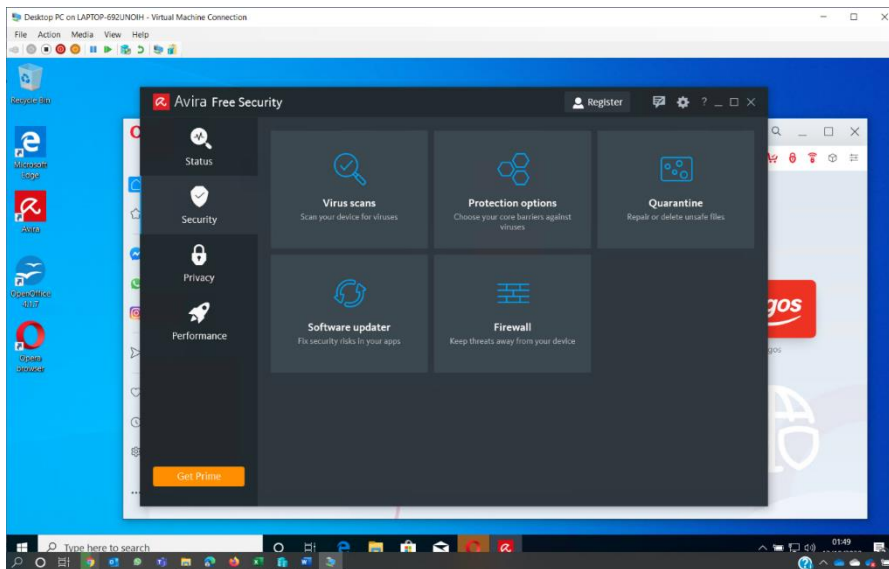 Desktop PC on LAPTOP-692UNOIH - Virtual Machine Connection
File Action Media View Help
Recycle Bin
Microsoft
Edge
Avira
OpenOffice
4.1.7
Opera
browser
Avira Free Security
Register
Status
Security
Privacy
Performance
Get Prime
Virus scans
Scan your device for viruses
Protection options
Choose your core barriers against
viruses
Quarantine
Repair or delete unsafe files
Software updater
Fix security risks in your apps
Firewall
Keep threats away from your device
gos
gos
Type here to search
01:49